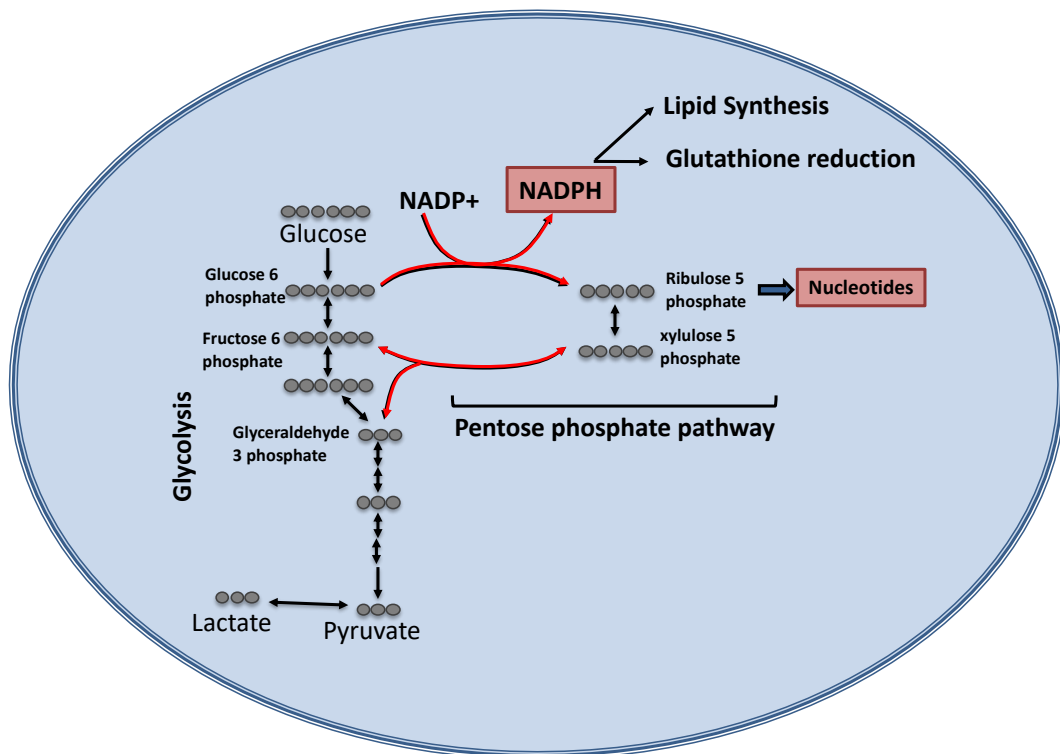 Lipid Synthesis
Glutathione reduction
NADP+
NADPH
Glucose
Glucose 6
phosphate
Ribulose 5
phosphate
Nucleotides
Fructose 6
phosphate
xylulose 5
phosphate
Glycolysis
Glyceraldehyde
3 phosphate
Pentose phosphate pathway
Lactate
Pyruvate